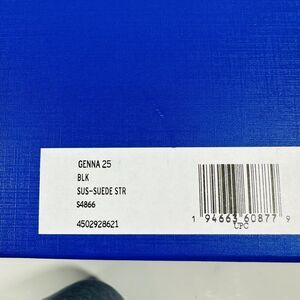 GENNA 25
BLK
SUS-SUEDE STR
S4866
4502928621
1 94663 60877 9
UPC